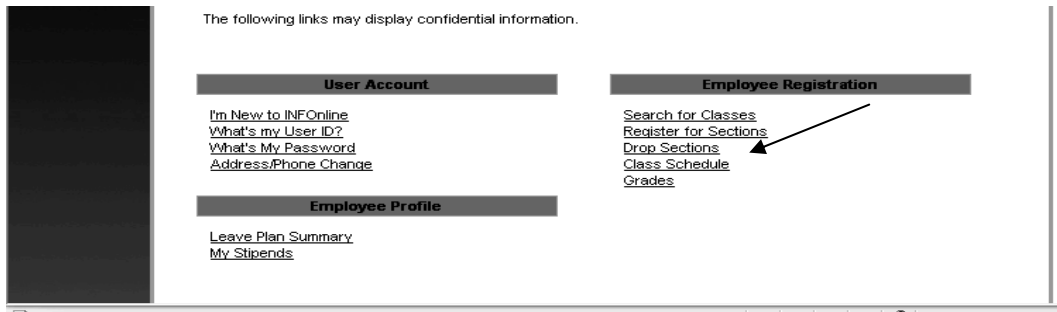 The following links may display confidential information.
User Account
I'm New to INFOnline
What's my User ID?
What's My Password
Address/Phone Change
Employee Profile
Leave Plan Summary
My Stipends
Employee Registration
Search for Classes
Register for Sections
Drop Sections
Class Schedule
Grades